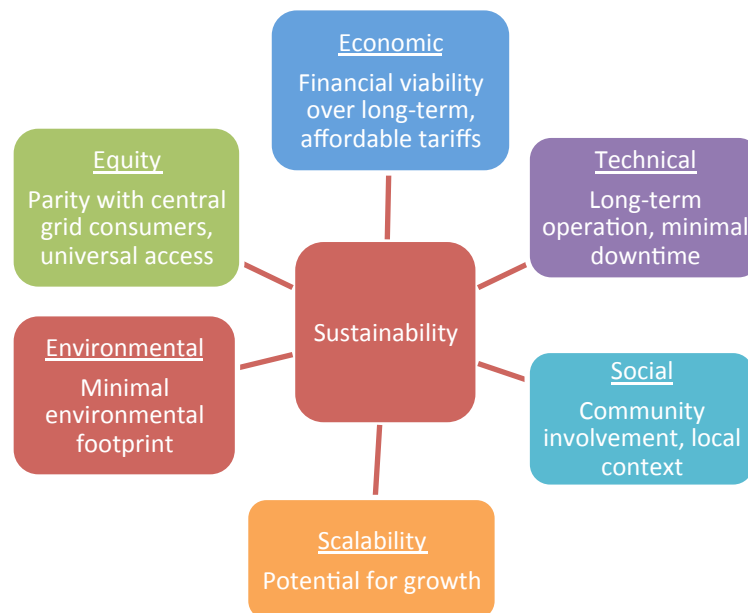 Economic
Financial viability
over long-term,
affordable tariffs
Equity
Parity with central
grid consumers,
universal access
Technical
Long-term
operation, minimal
downtime
Sustainability
Environmental
Minimal
environmental
footprint
Social
Community
involvement, local
context
Scalability
Potential for growth